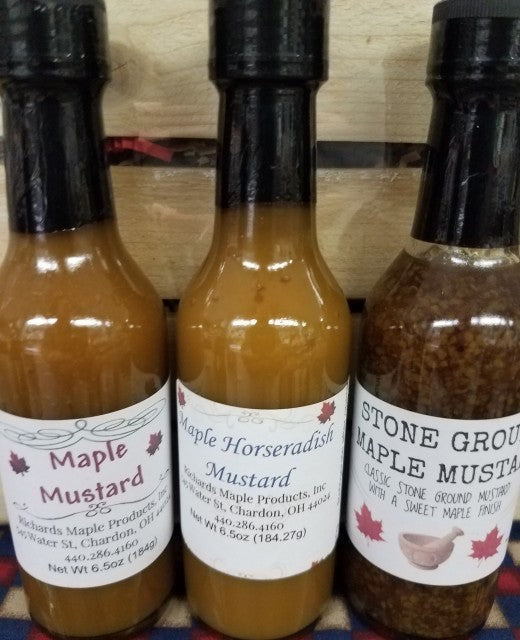 Maple
Mustard
Richards Maple Products, Inc
Water St, Chardon, OH 44024
440.286.4160
Net Wt 6.5oz (184g)
Maple Horseradish
Mustard
Richards Maple Products, Inc
Water St, Chardon, OH 44024
440.286.4160
Net Wt 6.5oz (184.27g)
STONE GROU
MAPLE MUSTA
CLASSIC STONE GROUND MUSTARD
WITH A SWEET MAPLE FINISH